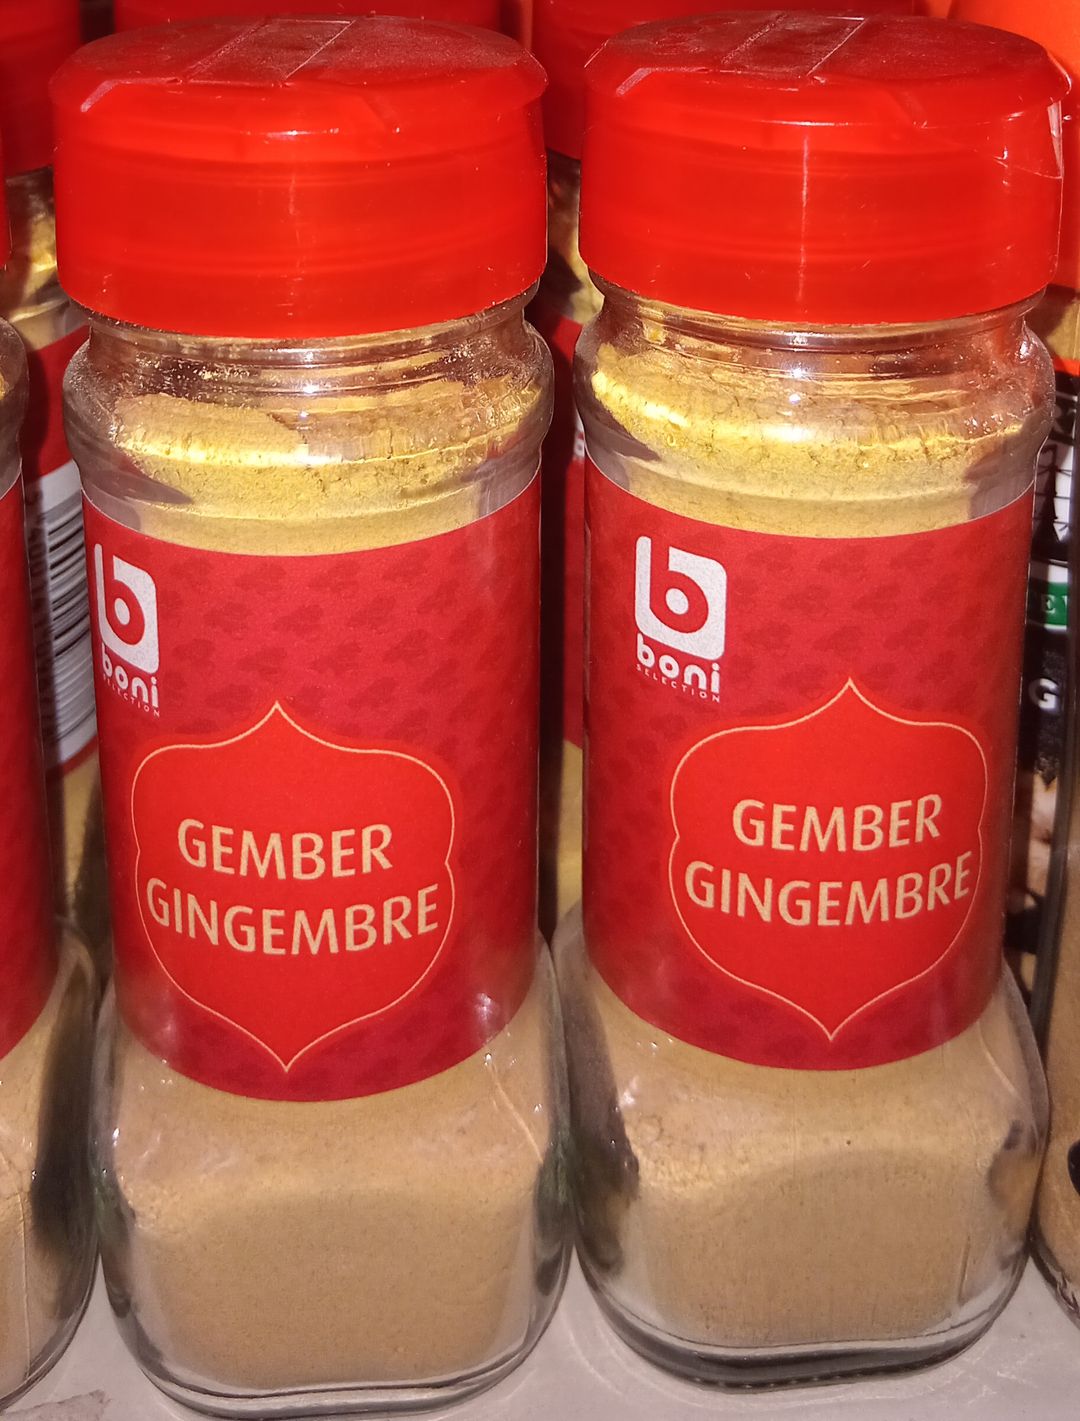 boni
SELECTION
GEMBER
GINGEMBRE
boni
SELECTION
GEMBER
GINGEMBRE
G